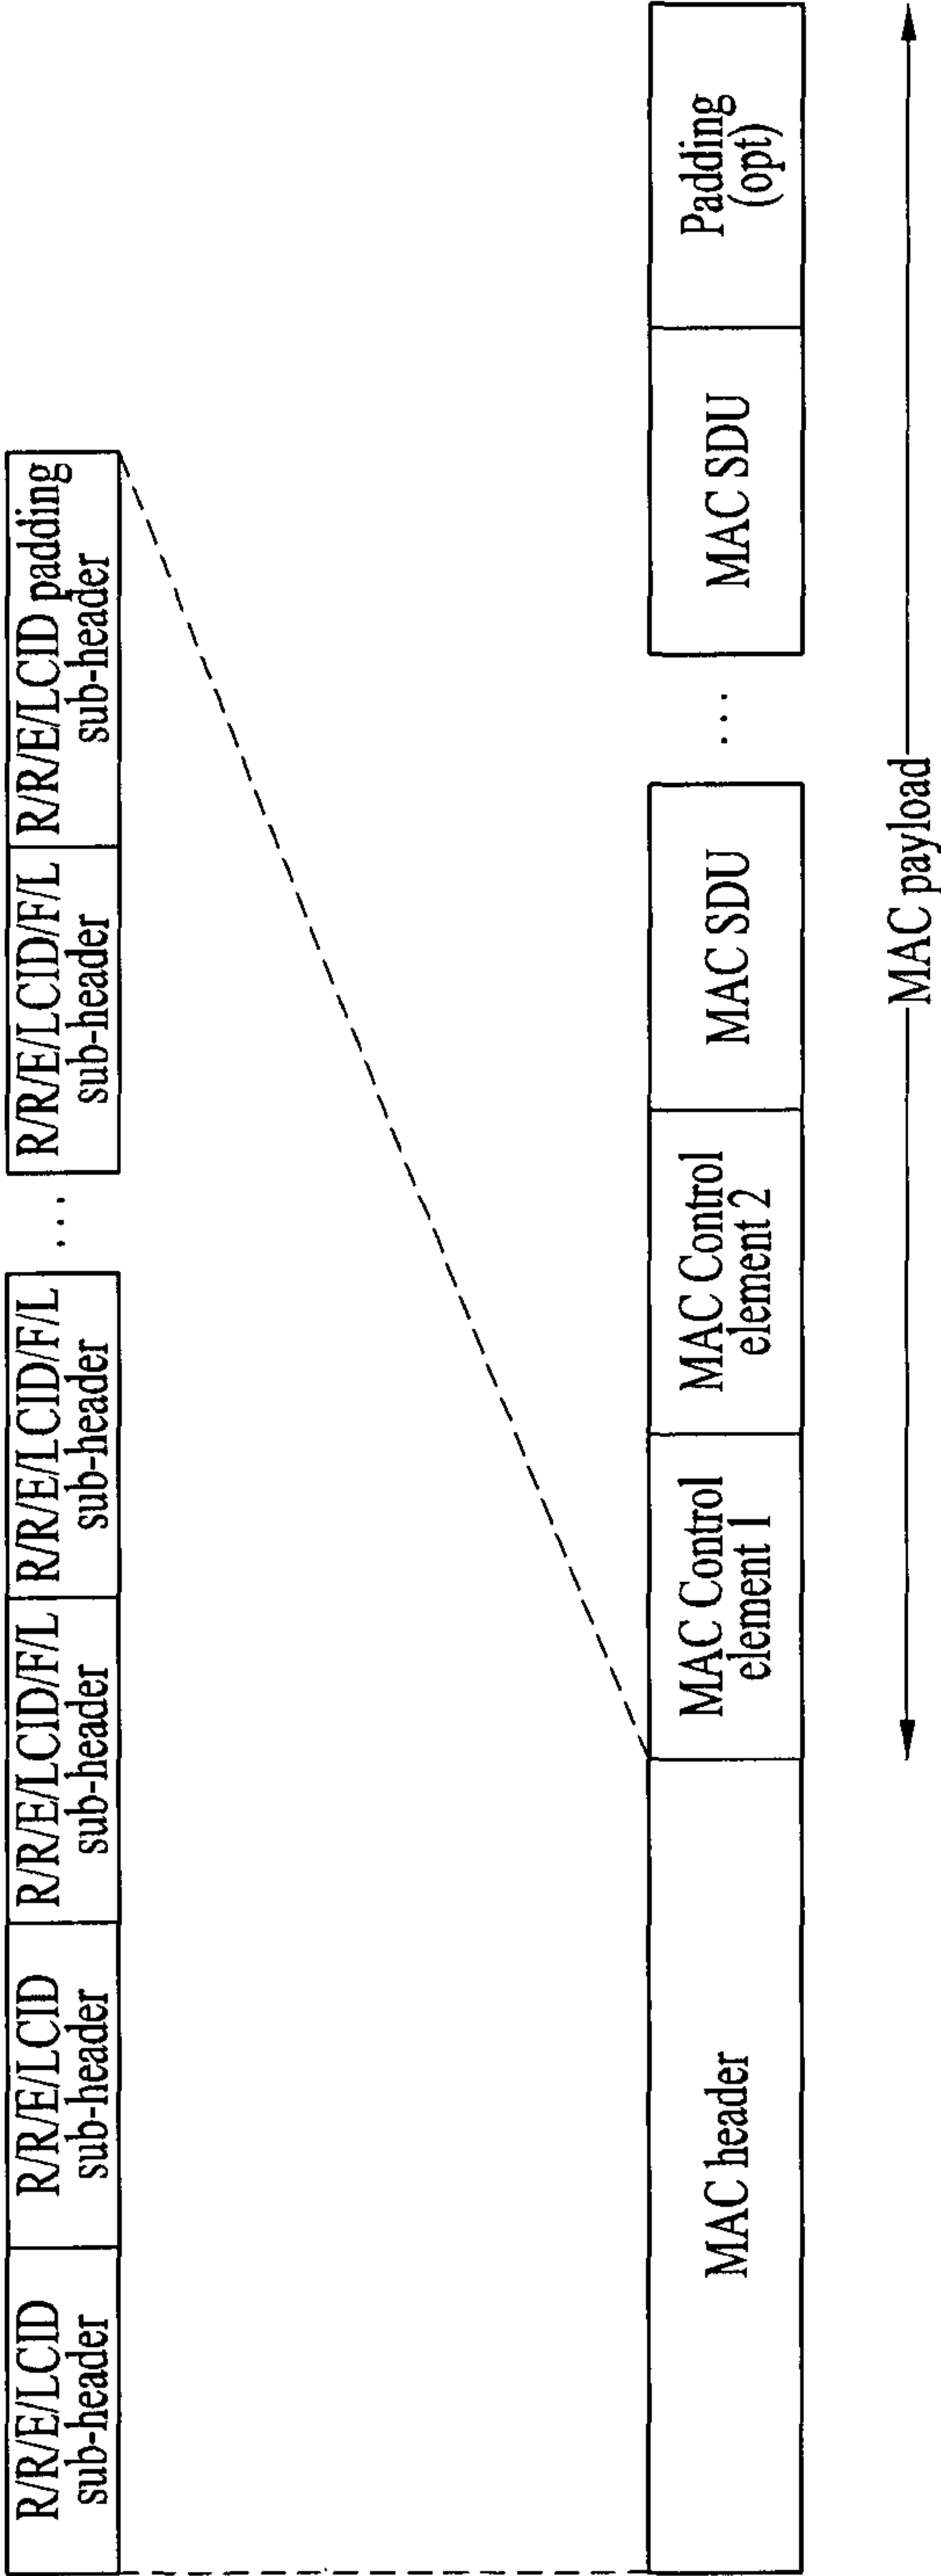 R/R/E/LCID
sub-header
R/R/E/LCID
sub-header
R/R/E/LCID/F/L
sub-header
R/R/E/LCID/F/L
sub-header
...
R/R/E/LCID/F/L
sub-header
R/R/E/LCID padding
sub-header
MAC header
MAC Control
element 1
MAC Control
element 2
MAC SDU
...
MAC SDU
Padding
(opt)
MAC payload